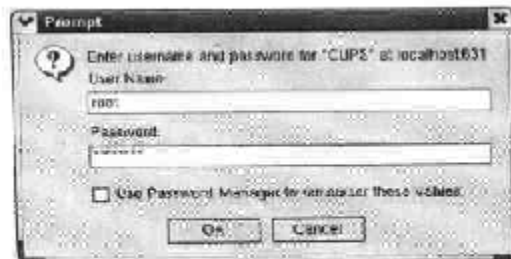 Prompt
Enter username and password for "CUPS" at localhost:631
User Name:
root
Password:
Use Password Manager to remember these values.
OK
Cancel